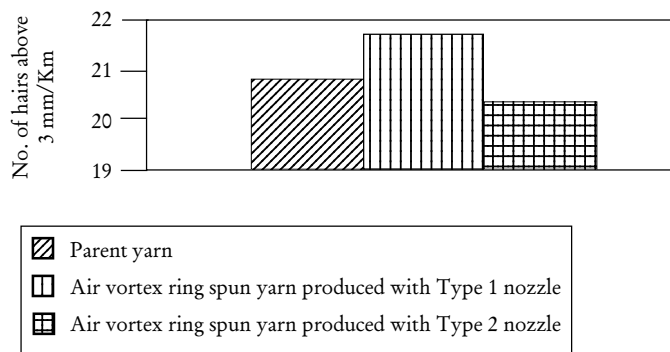 No. of hairs above
3 mm/Km
22
21
20
19
Parent yarn
Air vortex ring spun yarn produced with Type 1 nozzle
Air vortex ring spun yarn produced with Type 2 nozzle